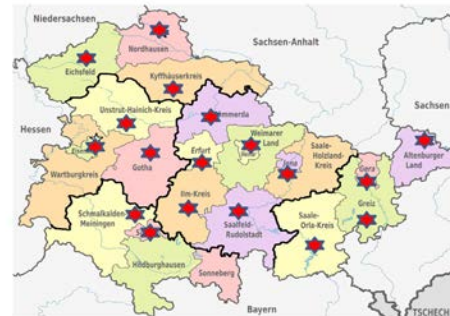 Niedersachsen
Nordhausen
Sachsen-Anhalt
Eichsfeld
Kyffhäuserkreis
Unstrut-Hainich-Kreis
Sömmerda
Sachsen
Hessen
Erfurt
Weimarer
Land
Saale-
Holzland-
Kreis
Jena
Gera
Altenburger
Land
Gotha
Wartburgkreis
Ilm-Kreis
Greiz
Schmalkalden-
Meiningen
Saalfeld-
Rudolstadt
Saale-
Orla-Kreis
Hildburghausen
Sonneberg
Bayern
TSCHECH